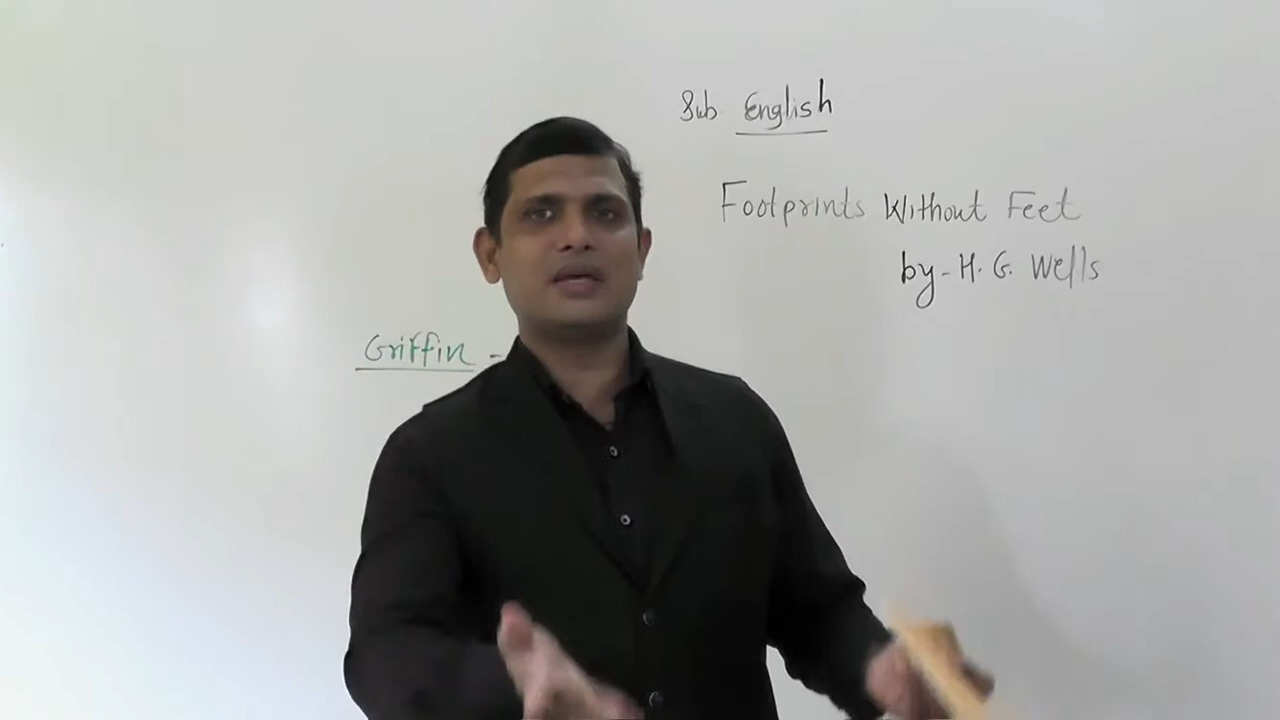 Sub English
Footprints Without Feet
by - H. G. Wells
Griffin -